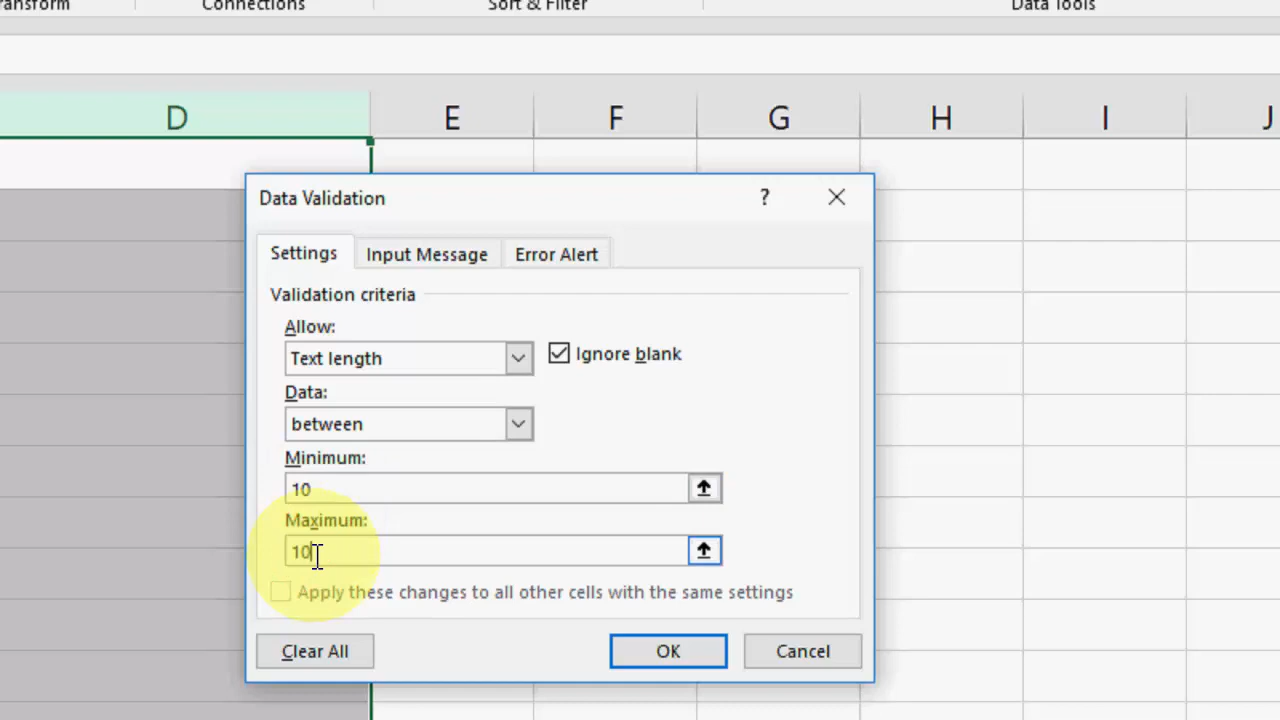 Connections
Sort & Filter
Data Tools
D E F G H I J
Data Validation ?
Settings Input Message Error Alert
Validation criteria
Allow:
Text length Ignore blank
Data:
between
Minimum:
10
Maximum:
10
Apply these changes to all other cells with the same settings
Clear All OK Cancel